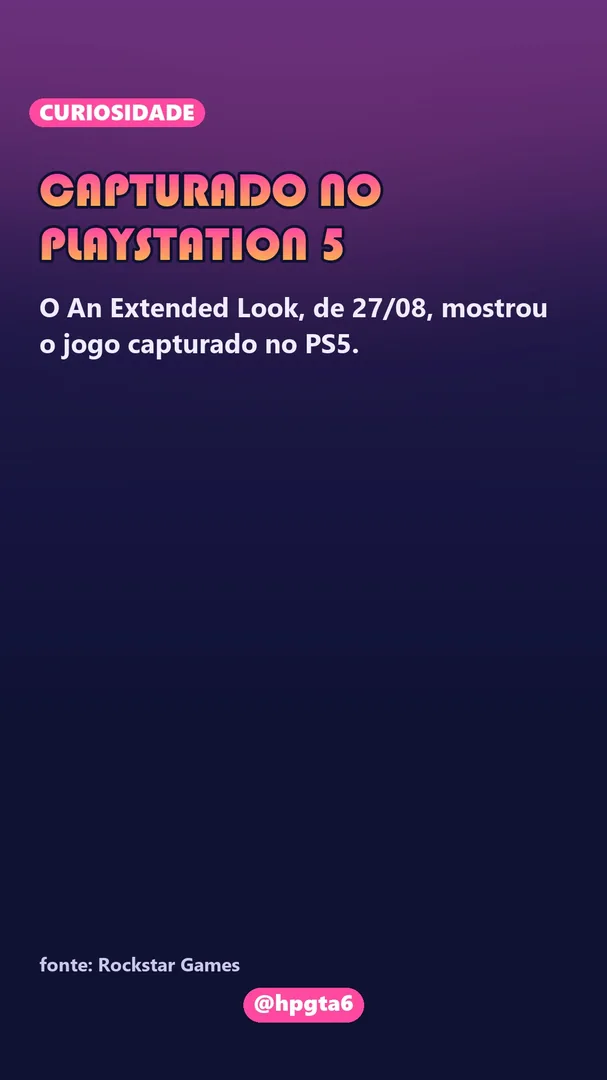 CURIOSIDADE
CAPTURADO NO
PLAYSTATION 5
O An Extended Look, de 27/08, mostrou
o jogo capturado no PS5.
fonte: Rockstar Games
@hpgta6